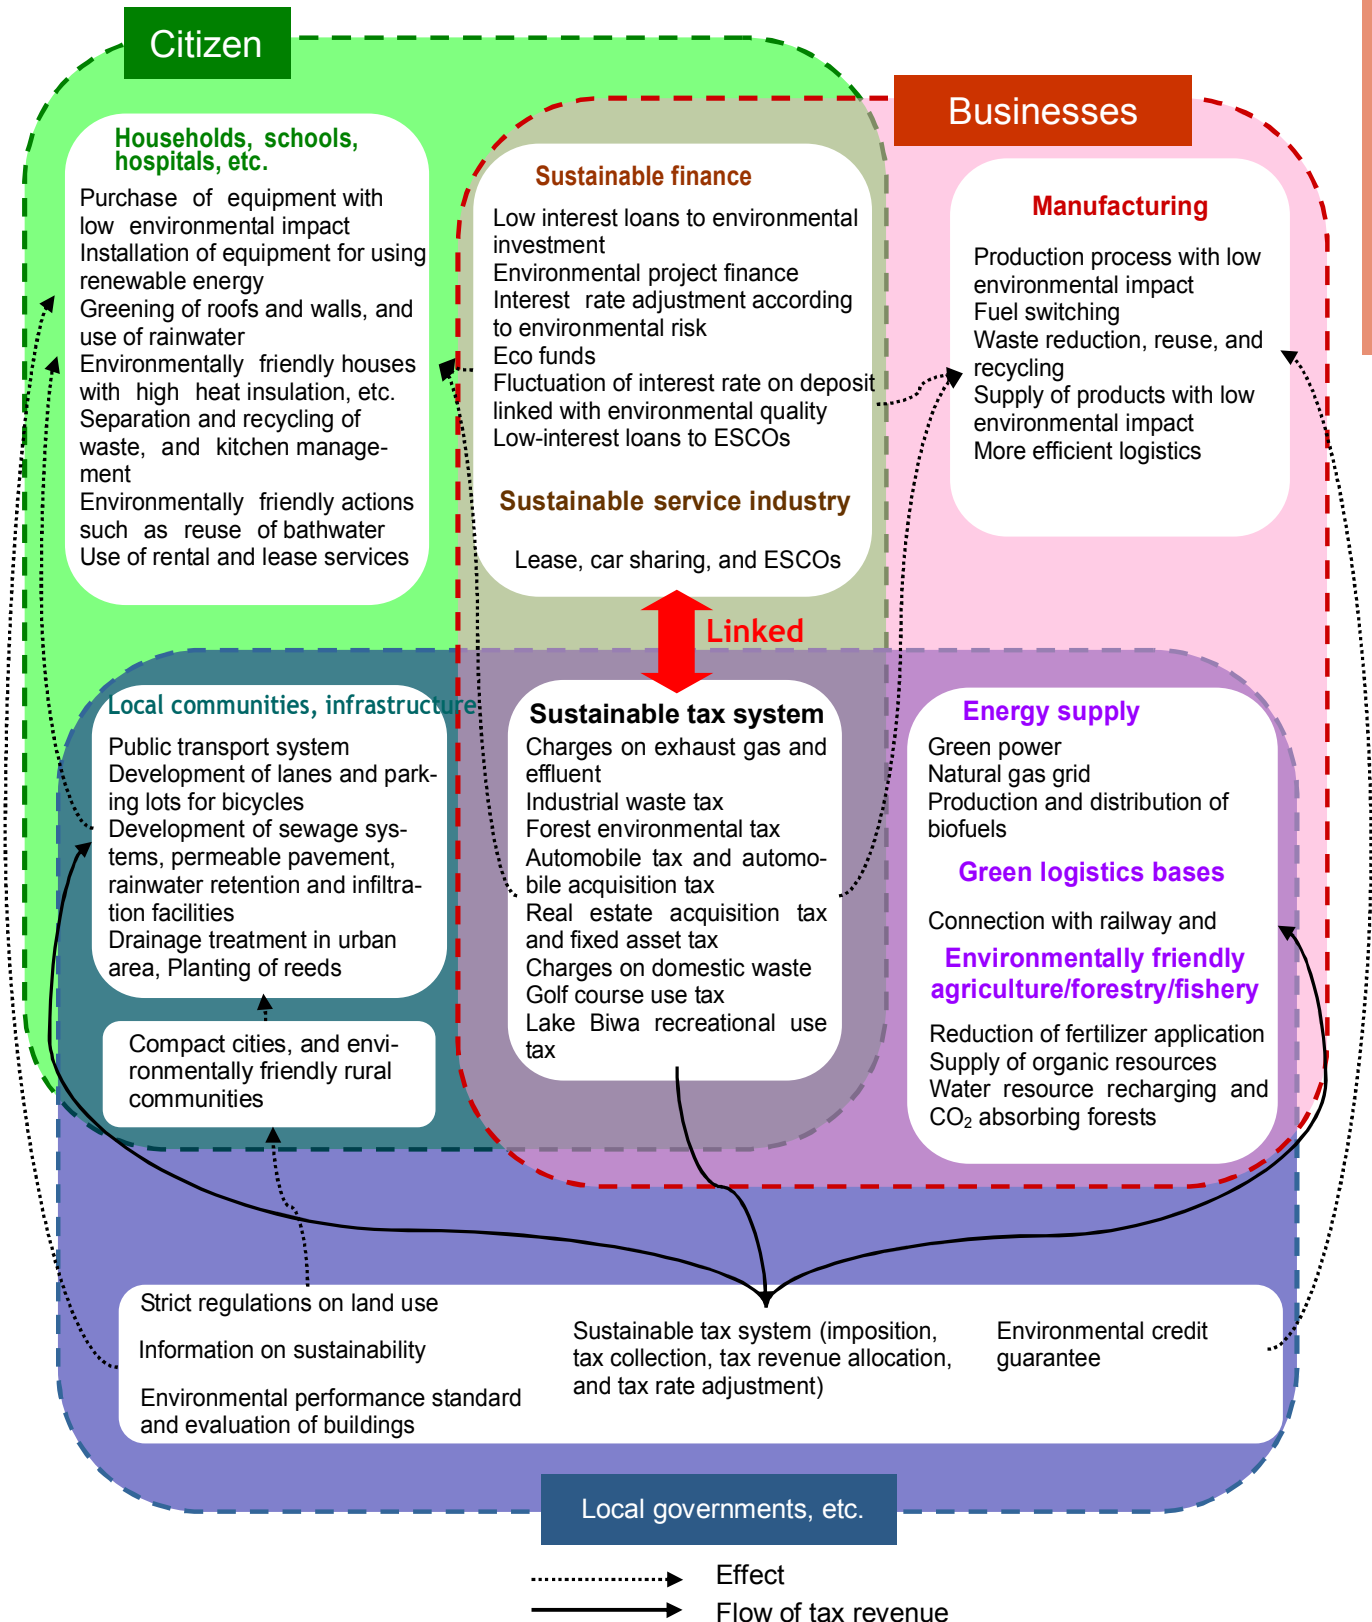 Citizen
Businesses
Households, schools,
hospitals, etc.
Purchase of equipment with
low environmental impact
Installation of equipment for using
renewable energy
Greening of roofs and walls, and
use of rainwater
Environmentally friendly houses
with high heat insulation, etc.
Separation and recycling of
waste, and kitchen manage-
ment
Environmentally friendly actions
such as reuse of bathwater
Use of rental and lease services
Sustainable finance
Low interest loans to environmental
investment
Environmental project finance
Interest rate adjustment according
to environmental risk
Eco funds
Fluctuation of interest rate on deposit
linked with environmental quality
Low-interest loans to ESCOs
Sustainable service industry
Lease, car sharing, and ESCOs
Manufacturing
Production process with low
environmental impact
Fuel switching
Waste reduction, reuse, and
recycling
Supply of products with low
environmental impact
More efficient logistics
Linked
Local communities, infrastructure
Public transport system
Development of lanes and park-
ing lots for bicycles
Development of sewage sys-
tems, permeable pavement,
rainwater retention and infiltra-
tion facilities
Drainage treatment in urban
area, Planting of reeds
Compact cities, and envi-
ronmentally friendly rural
communities
Sustainable tax system
Charges on exhaust gas and
effluent
Industrial waste tax
Forest environmental tax
Automobile tax and automo-
bile acquisition tax
Real estate acquisition tax
and fixed asset tax
Charges on domestic waste
Golf course use tax
Lake Biwa recreational use
tax
Energy supply
Green power
Natural gas grid
Production and distribution of
biofuels
Green logistics bases
Connection with railway and
Environmentally friendly
agriculture/forestry/fishery
Reduction of fertilizer application
Supply of organic resources
Water resource recharging and
CO₂ absorbing forests
Strict regulations on land use
Information on sustainability
Environmental performance standard
and evaluation of buildings
Sustainable tax system (imposition,
tax collection, tax revenue allocation,
and tax rate adjustment)
Environmental credit
guarantee
Local governments, etc.
Effect
Flow of tax revenue